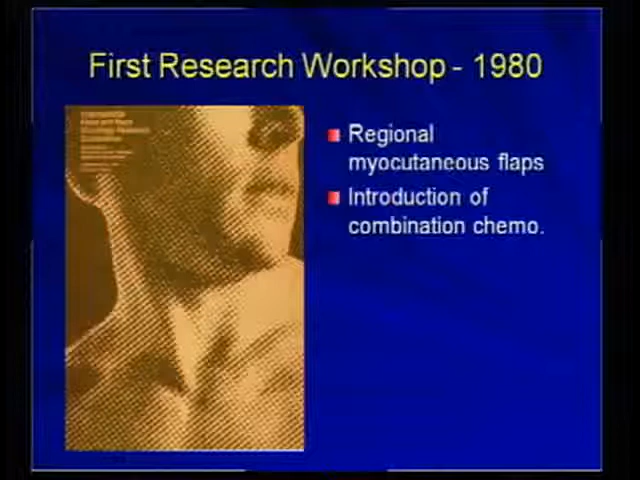 First Research Workshop - 1980
Regional
myocutaneous flaps
Introduction of
combination chemo.